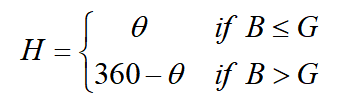 H = { θ if B ≤ G
360 − θ if B > G